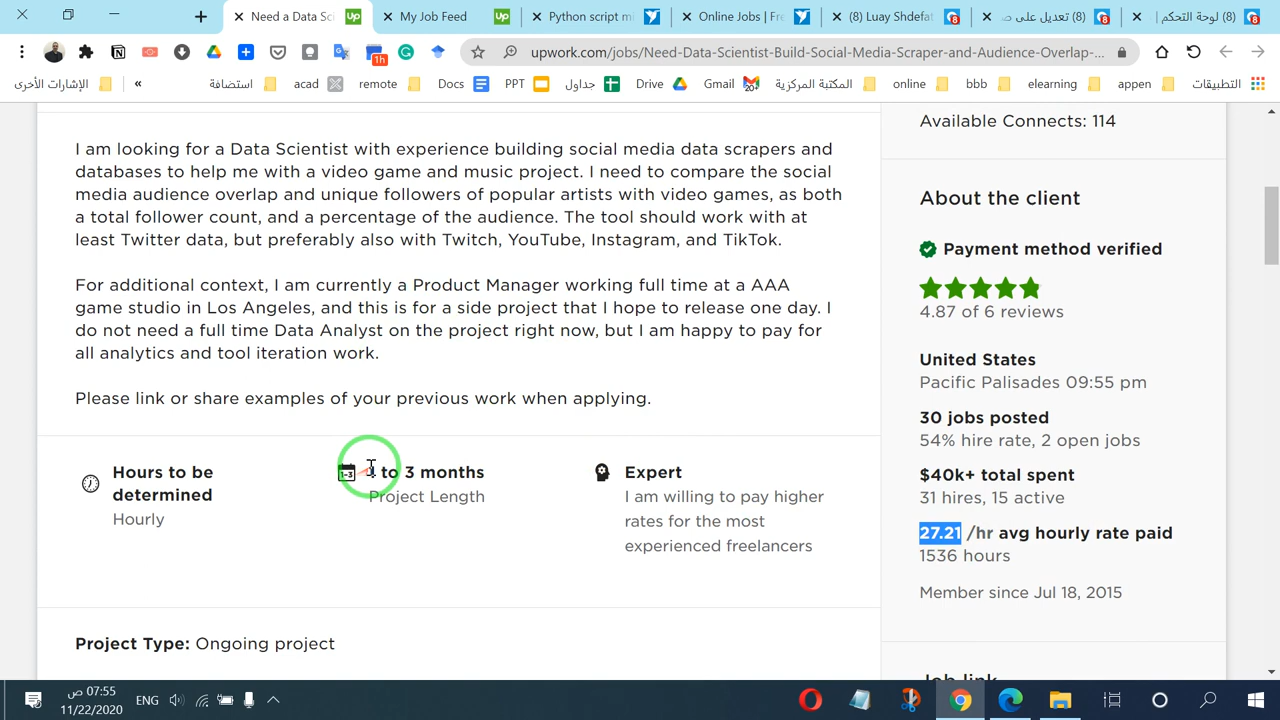 Need a Data Sci
My Job Feed
Python script m
Online Jobs | Fre
(8) Luay Shdefat
(8) تعديل على ص
(8) لوحة التحكم |
1h
upwork.com/jobs/Need-Data-Scientist-Build-Social-Media-Scraper-and-Audience-Overlap-...
الإشارات الأخرى
«
استضافة
acad
remote
Docs
PPT
جداول
Drive
Gmail
المكتبة المركزية
online
bbb
elearning
appen
التطبيقات
I am looking for a Data Scientist with experience building social media data scrapers and
databases to help me with a video game and music project. I need to compare the social
media audience overlap and unique followers of popular artists with video games, as both
a total follower count, and a percentage of the audience. The tool should work with at
least Twitter data, but preferably also with Twitch, YouTube, Instagram, and TikTok.
For additional context, I am currently a Product Manager working full time at a AAA
game studio in Los Angeles, and this is for a side project that I hope to release one day. I
do not need a full time Data Analyst on the project right now, but I am happy to pay for
all analytics and tool iteration work.
Please link or share examples of your previous work when applying.
Hours to be
determined
Hourly
1 to 3 months
Project Length
Expert
I am willing to pay higher
rates for the most
experienced freelancers
Project Type: Ongoing project
Available Connects: 114
About the client
Payment method verified
4.87 of 6 reviews
United States
Pacific Palisades 09:55 pm
30 jobs posted
54% hire rate, 2 open jobs
$40k+ total spent
31 hires, 15 active
27.21 /hr avg hourly rate paid
1536 hours
Member since Jul 18, 2015
Job link
07:55 ص
11/22/2020
ENG